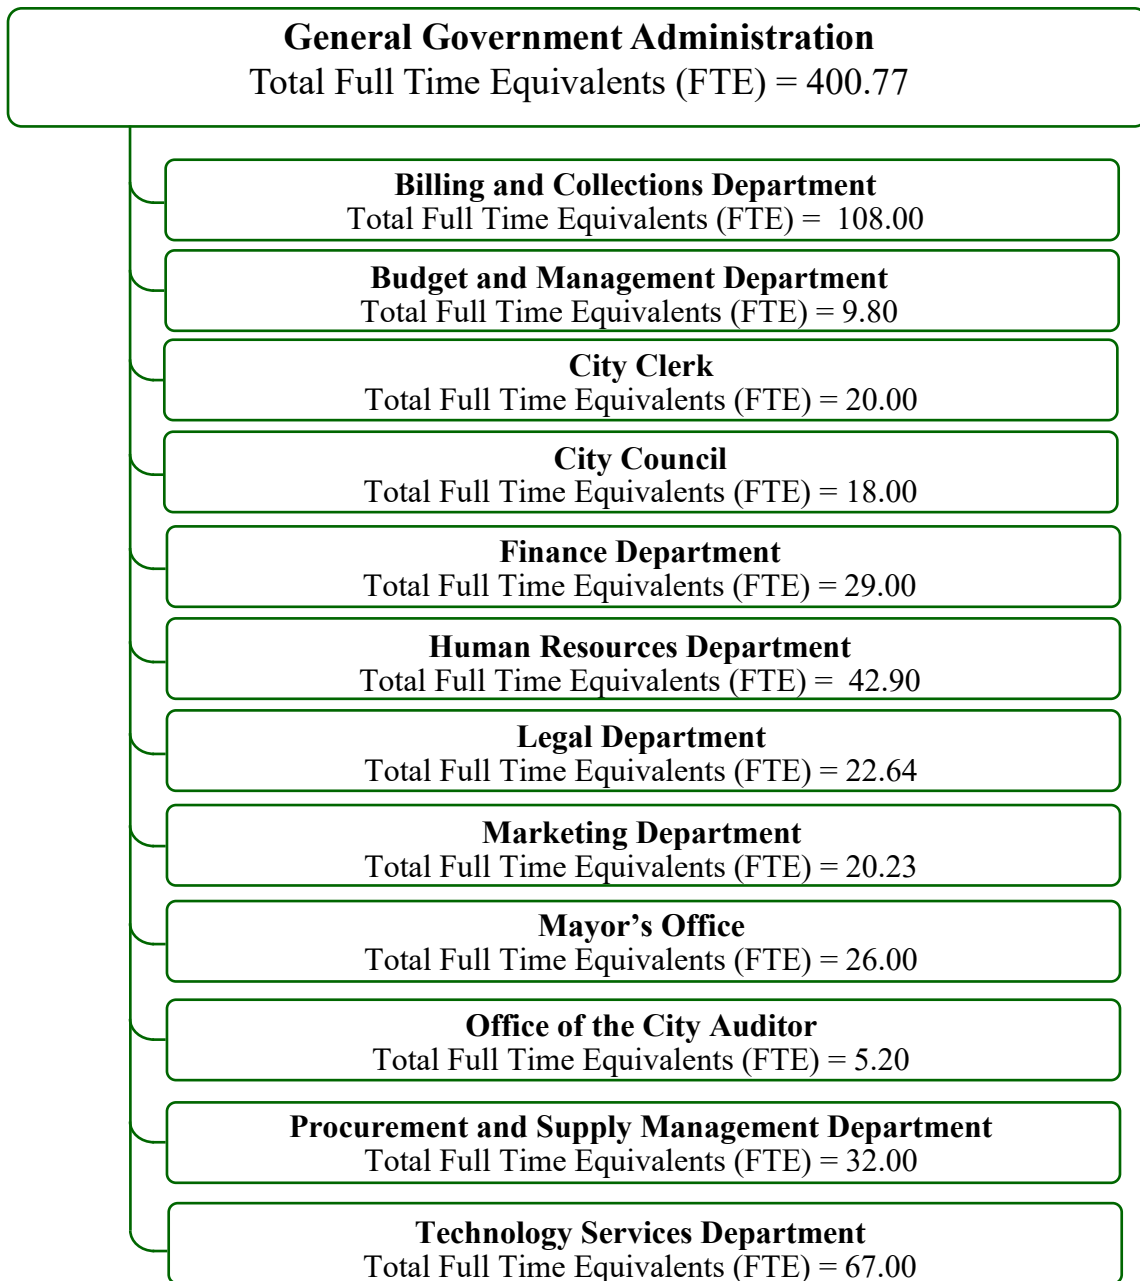 General Government Administration
Total Full Time Equivalents (FTE) = 400.77
Billing and Collections Department
Total Full Time Equivalents (FTE) = 108.00
Budget and Management Department
Total Full Time Equivalents (FTE) = 9.80
City Clerk
Total Full Time Equivalents (FTE) = 20.00
City Council
Total Full Time Equivalents (FTE) = 18.00
Finance Department
Total Full Time Equivalents (FTE) = 29.00
Human Resources Department
Total Full Time Equivalents (FTE) = 42.90
Legal Department
Total Full Time Equivalents (FTE) = 22.64
Marketing Department
Total Full Time Equivalents (FTE) = 20.23
Mayor’s Office
Total Full Time Equivalents (FTE) = 26.00
Office of the City Auditor
Total Full Time Equivalents (FTE) = 5.20
Procurement and Supply Management Department
Total Full Time Equivalents (FTE) = 32.00
Technology Services Department
Total Full Time Equivalents (FTE) = 67.00